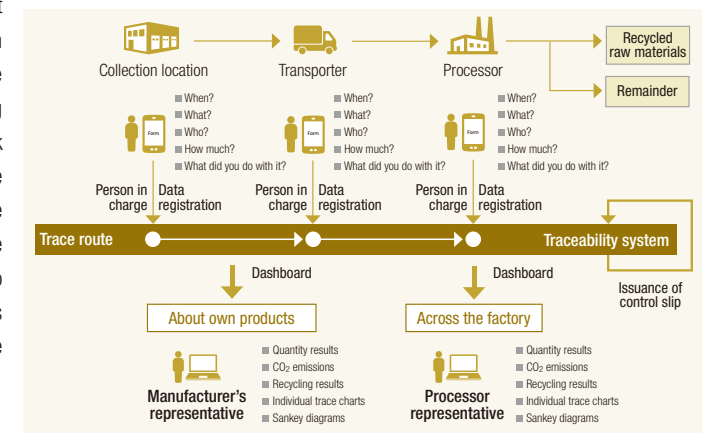 Collection location
Transporter
Processor
Recycled
raw materials
Remainder
Form
When?
What?
Who?
How much?
What did you do with it?
Form
When?
What?
Who?
How much?
What did you do with it?
Form
When?
What?
Who?
How much?
What did you do with it?
Person in
charge
Data
registration
Person in
charge
Data
registration
Person in
charge
Data
registration
Trace route
Traceability system
Issuance of
control slip
Dashboard
Dashboard
About own products
Across the factory
Manufacturer's
representative
Quantity results
CO₂ emissions
Recycling results
Individual trace charts
Sankey diagrams
Processor
representative
Quantity results
CO₂ emissions
Recycling results
Individual trace charts
Sankey diagrams